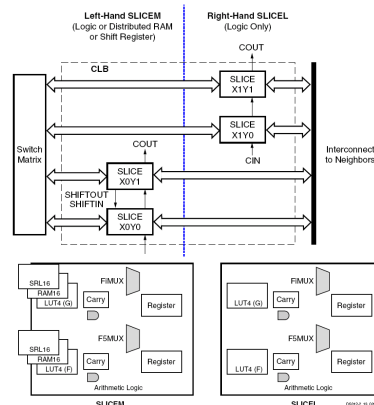 Left-Hand SLICEM
(Logic or Distributed RAM
or Shift Register)
Right-Hand SLICEL
(Logic Only)
COUT
CLB
SLICE
X1Y1
SLICE
X1Y0
COUT
Switch
Matrix
Interconnect
to Neighbors
CIN
SLICE
X0Y1
SHIFTOUT
SHIFTIN
SLICE
X0Y0
SRL16
RAM16
LUT4 (G)
Carry
FiMUX
Register
SRL16
RAM16
LUT4 (F)
Carry
F5MUX
Register
Arithmetic Logic
SLICEM
LUT4 (G)
Carry
FiMUX
Register
LUT4 (F)
Carry
F5MUX
Register
Arithmetic Logic
SLICEL